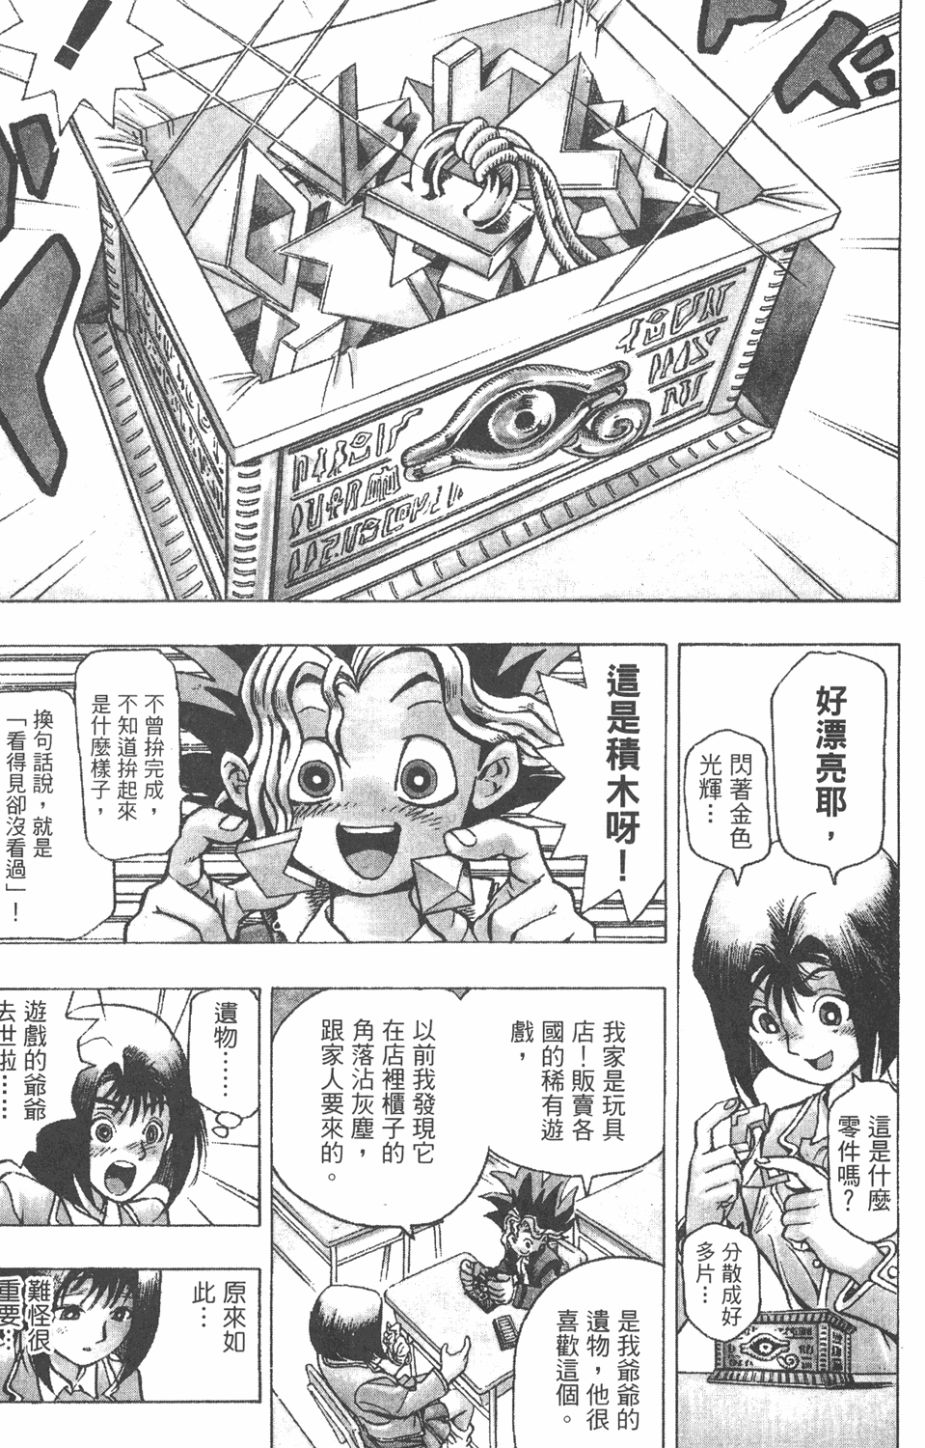 ！
好漂亮耶，
閃著金色
光輝…
這是什麼
零件嗎？
分散成好
多片…
這是積木呀！
不曾拚完成，
不知道拚起來
是什麼樣子，
換句話說，就是
「看得見卻沒看過」！
我家是玩具
店！販賣各
國的稀有遊
戲，
以前我發現它
在店裡櫃子的
角落沾灰塵，
跟家人要來的。
是我爺爺的
遺物，他很
喜歡這個。
遺物……
遊戲的爺爺
去世啦……
原來如
此…
難怪很
重要…